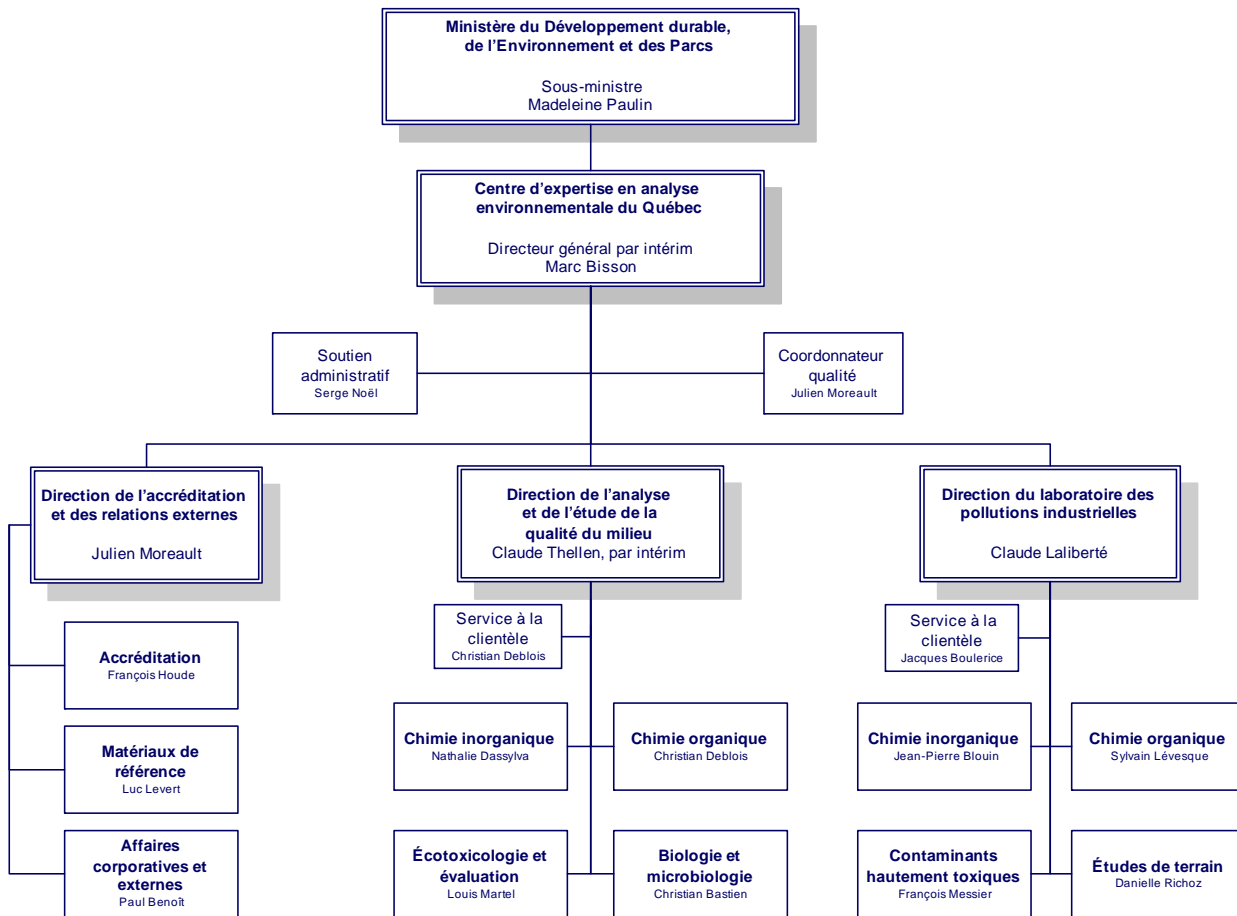 Ministère du Développement durable,
de l'Environnement et des Parcs
Sous-ministre
Madeleine Paulin
Centre d'expertise en analyse
environnementale du Québec
Directeur général par intérim
Marc Bisson
Soutien
administratif
Serge Noël
Coordonnateur
qualité
Julien Moreault
Direction de l'accréditation
et des relations externes
Julien Moreault
Direction de l'analyse
et de l'étude de la
qualité du milieu
Claude Thellen, par intérim
Direction du laboratoire des
pollutions industrielles
Claude Laliberté
Accréditation
François Houde
Matériaux de
référence
Luc Levert
Affaires
corporatives et
externes
Paul Benoît
Service à la
clientèle
Christian Deblois
Chimie inorganique
Nathalie Dassylva
Chimie organique
Christian Deblois
Écotoxicologie et
évaluation
Louis Martel
Biologie et
microbiologie
Christian Bastien
Service à la
clientèle
Jacques Boulerice
Chimie inorganique
Jean-Pierre Blouin
Chimie organique
Sylvain Lévesque
Contaminants
hautement toxiques
François Messier
Études de terrain
Danielle Richoz